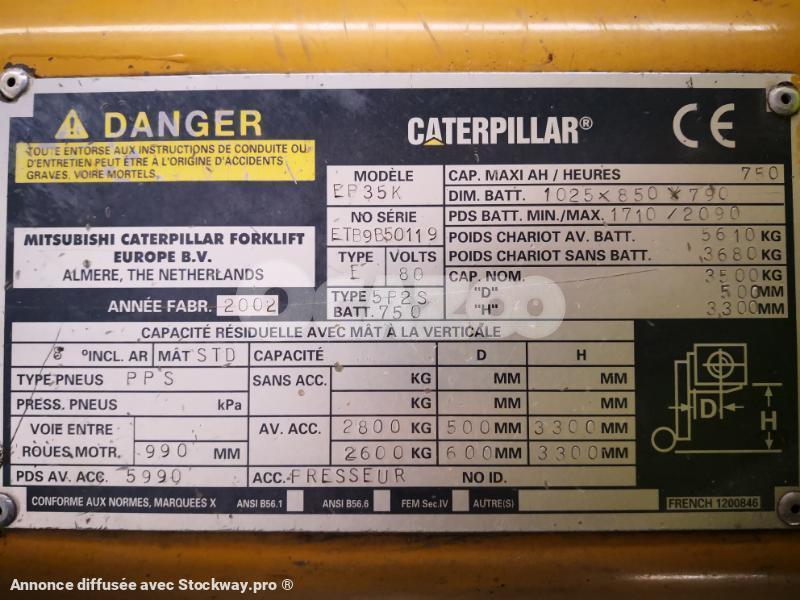 DANGER
TOUTE ENTORSE AUX INSTRUCTIONS DE CONDUITE OU
D'ENTRETIEN PEUT ÊTRE À L'ORIGINE D'ACCIDENTS
GRAVES, VOIRE MORTELS.
CATERPILLAR® CE
MITSUBISHI CATERPILLAR FORKLIFT
EUROPE B.V.
ALMERE, THE NETHERLANDS
ANNÉE FABR. 2002
MODÈLE
EP35K
NO SÉRIE
ETB9B50119
TYPE VOLTS
E 80
TYPE 5P2S
BATT. 750
CAP. MAXI AH / HEURES 750
DIM. BATT. 1025x850x790
PDS BATT. MIN./MAX. 1710/2090
POIDS CHARIOT AV. BATT. 5610 KG
POIDS CHARIOT SANS BATT. 3680 KG
CAP. NOM. 3500 KG
"D" 500 MM
"H" 3,300 MM
CAPACITÉ RÉSIDUELLE AVEC MÂT À LA VERTICALE
°INCL. AR MÂT STD CAPACITÉ D H
TYPE PNEUS PPS SANS ACC. KG MM MM
PRESS. PNEUS kPa KG MM MM
VOIE ENTRE AV. ACC. 2800 KG 500 MM 3300 MM
ROUES MOTR. 990 MM 2600 KG 600 MM 3300 MM
PDS AV. ACC. 5990 ACC. PRESSEUR NO ID.
D H
CONFORME AUX NORMES, MARQUEES X ANSI B56.1 ANSI B56.6 FEM Sec.IV AUTRE(S) FRENCH 1200846
Annonce diffusée avec Stockway.pro ®